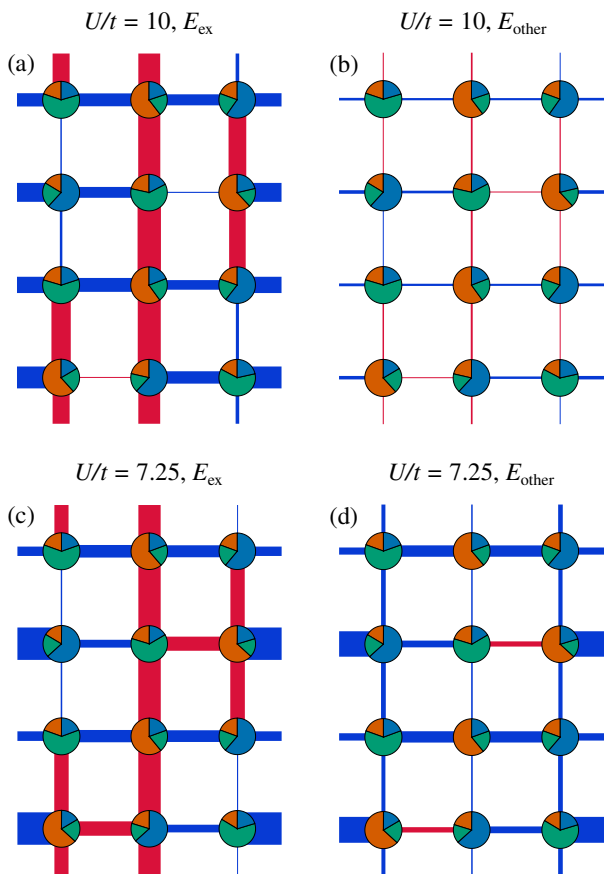 U/t = 10, E_ex
U/t = 10, E_other
(a)
(b)
U/t = 7.25, E_ex
U/t = 7.25, E_other
(c)
(d)